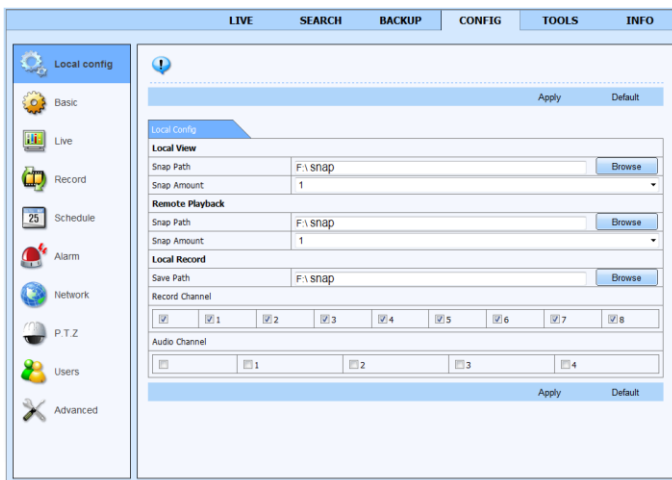 LIVE SEARCH BACKUP CONFIG TOOLS INFO
Local config
Basic
Live
Record
25 Schedule
Alarm
Network
P.T.Z
Users
Advanced
Apply Default
Local Config
Local View
Snap Path F:\ snap Browse
Snap Amount 1
Remote Playback
Snap Path F:\ snap Browse
Snap Amount 1
Local Record
Save Path F:\ snap Browse
Record Channel
1 2 3 4 5 6 7 8
Audio Channel
1 2 3 4
Apply Default